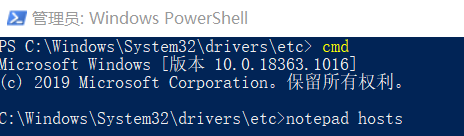 管理员: Windows PowerShell
PS C:\Windows\System32\drivers\etc> cmd
Microsoft Windows [版本 10.0.18363.1016]
(c) 2019 Microsoft Corporation。保留所有权利。
C:\Windows\System32\drivers\etc>notepad hosts